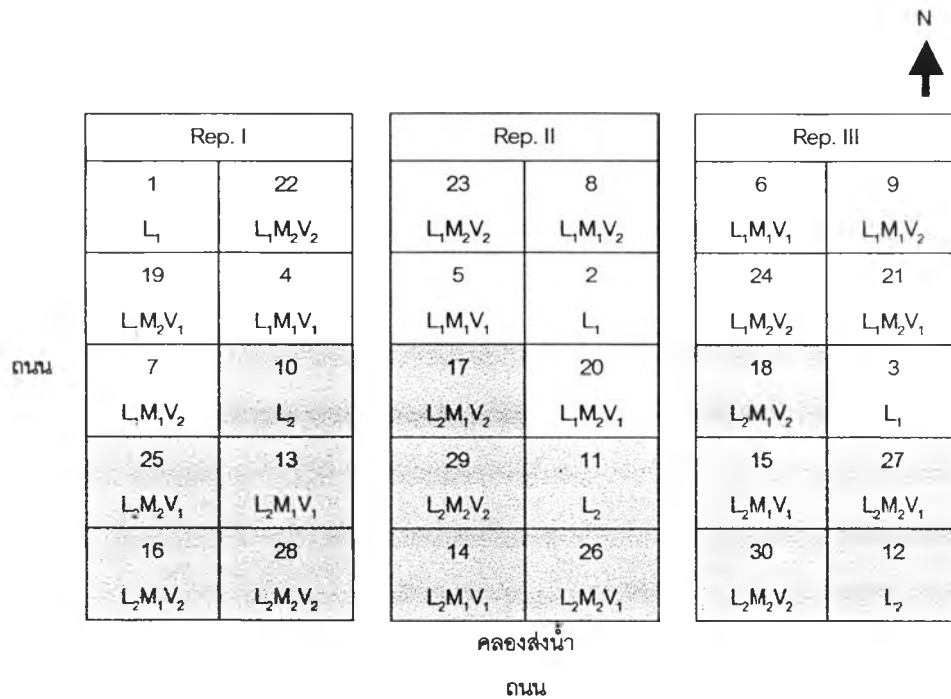 N
Rep. I Rep. II Rep. III
1 22 23 8 6 9
L₁ L₁M₂V₂ L₁M₂V₂ L₁M₁V₂ L₁M₁V₁ L₁M₁V₂
19 4 5 2 24 21
L₁M₂V₁ L₁M₁V₁ L₁M₁V₁ L₁ L₁M₂V₂ L₁M₂V₁
ถนน 7 10 17 20 18 3
L₁M₁V₂ L₂ L₂M₁V₂ L₁M₂V₁ L₂M₁V₂ L₁
25 13 29 11 15 27
L₂M₂V₁ L₂M₁V₁ L₂M₂V₂ L₂ L₂M₁V₁ L₂M₂V₁
16 28 14 26 30 12
L₂M₁V₂ L₂M₂V₂ L₂M₁V₁ L₂M₂V₁ L₂M₂V₂ L₂
คลองส่งน้ำ
ถนน